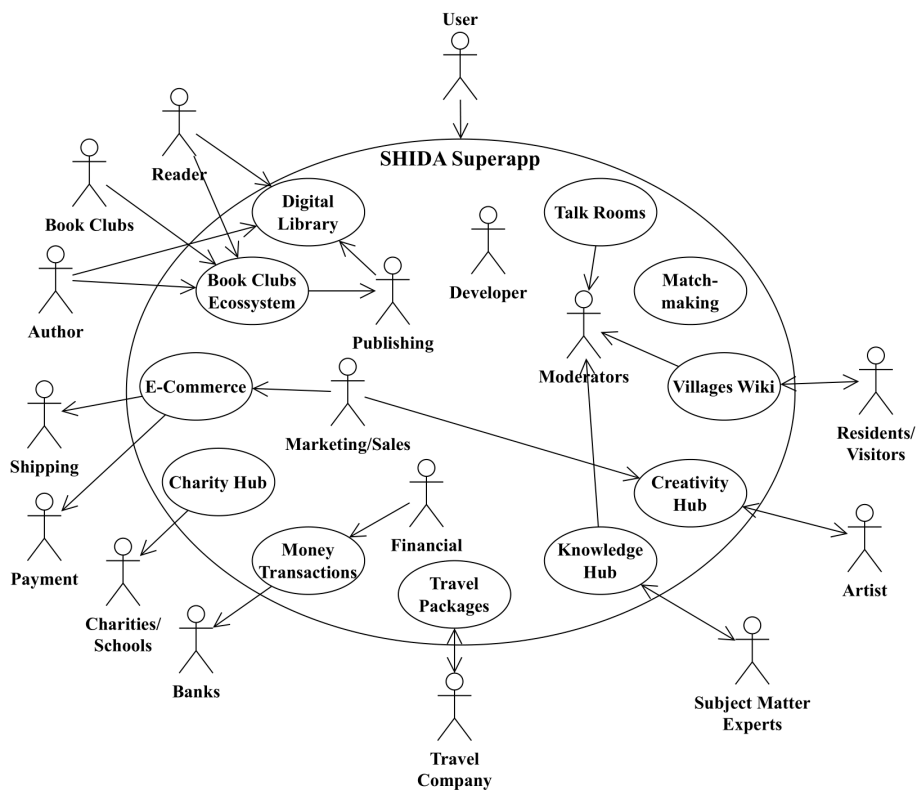 User
SHIDA Superapp
Reader
Book Clubs
Author
Digital
Library
Book Clubs
Ecossystem
Publishing
Developer
Talk Rooms
Match-
making
Moderators
Villages Wiki
Residents/
Visitors
E-Commerce
Marketing/Sales
Shipping
Payment
Charity Hub
Charities/
Schools
Money
Transactions
Financial
Banks
Travel
Packages
Travel
Company
Creativity
Hub
Knowledge
Hub
Artist
Subject Matter
Experts